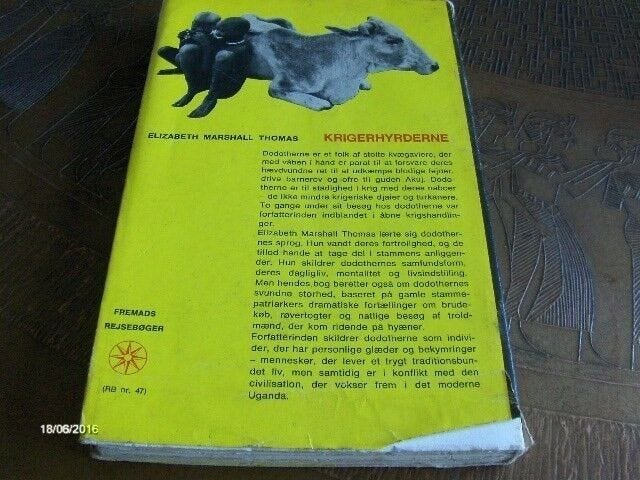 ELIZABETH MARSHALL THOMAS KRIGERHYRDERNE
Dodotherne er et folk af stolte kvægavlere, der
med våben i hånd er parat til at forsvare deres
hævdvundne ret til at udkæmpe blodige fejder,
drive barnerov og ofre til guden Akuj. Dodo-
therne er til stadighed i krig med deres naboer
- de ikke mindre krigeriske djaier og turkanere.
To gange under sit besøg hos dodotherne var
forfatterinden indblandet i åbne krigshandlin-
ger.
Elizabeth Marshall Thomas lærte sig dodother-
nes sprog. Hun vandt deres fortrolighed, og de
tillod hende at tage del i stammens anliggen-
der. Hun skildrer dodothernes samfundsform,
deres dagligliv, mentalitet og livsindstilling.
Men hendes bog beretter også om dodothernes
svundne storhed, baseret på gamle stamme-
patriarkers dramatiske fortællinger om brude-
køb, røvertogter og natlige besøg af trold-
mænd, der kom ridende på hyæner.
Forfatterinden skildrer dodotherne som indivi-
der, der har personlige glæder og bekymringer
- mennesker, der lever et trygt traditionsbun-
det liv, men samtidig er i konflikt med den
civilisation, der vokser frem i det moderne
Uganda.
FREMADS
REJSEBØGER
(RB nr. 47)
18/06/2016